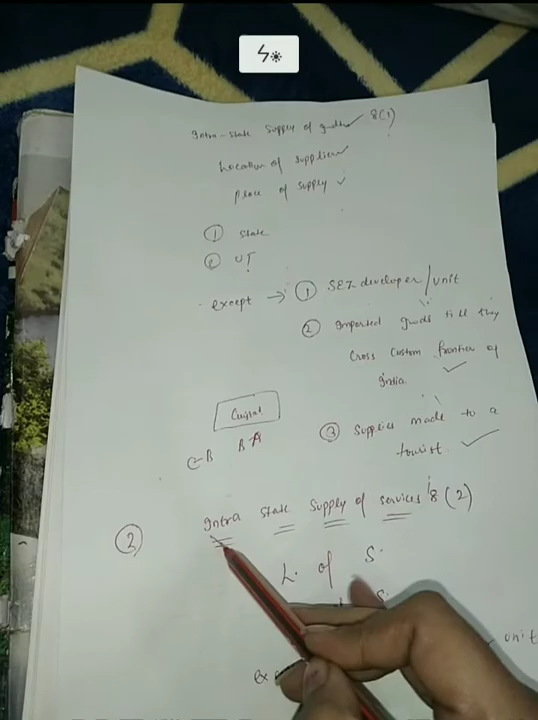 Intra-state supply of goods 8(1)
Location of supplier
place of supply
① state
② UT
except → ① SEZ developer/unit
② Imported goods till they
cross custom frontier of
India.
③ supplies made to a
tourist.
② Intra state supply of services 8(2)
L. of S.
S.
unit
ex